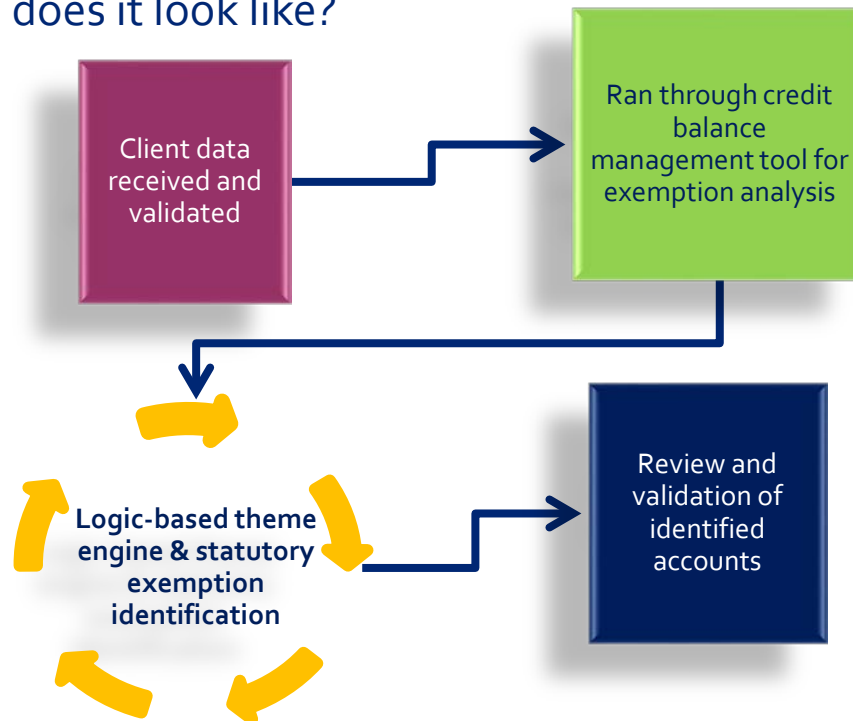 does it look like?
Client data
received and
validated
Ran through credit
balance
management tool for
exemption analysis
Logic-based theme
engine & statutory
exemption
identification
Review and
validation of
identified
accounts